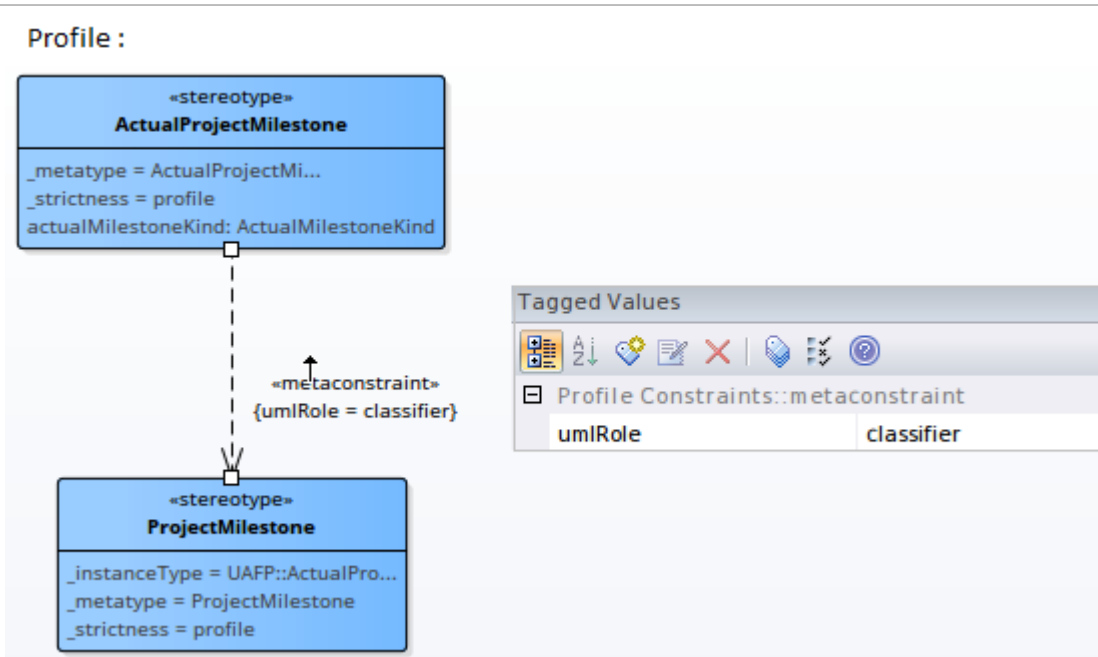 Profile :
«stereotype»
ActualProjectMilestone
_metatype = ActualProjectMi...
_strictness = profile
actualMilestoneKind: ActualMilestoneKind
«metaconstraint»
{umlRole = classifier}
«stereotype»
ProjectMilestone
_instanceType = UAFP::ActualPro...
_metatype = ProjectMilestone
_strictness = profile
Tagged Values
Profile Constraints::metaconstraint
umlRole classifier